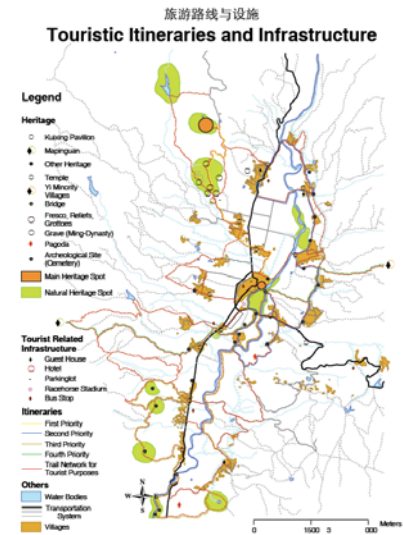 旅游路线与设施
Touristic Itineraries and Infrastructure
Legend
Heritage
Kuixing Pavilion
Mapinguan
Other Heritage
Temple
Yi Minority
Villages
Bridge
Fresco, Reliefs,
Grottoes
Grave (Ming-Dynasty)
Pagoda
Archeological Site
(Cemetery)
Main Heritage Spot
Natural Heritage Spot
Tourist Related
Infrastructure
Guest House
Hotel
Parkinglot
Racehorse Stadium
Bus Stop
Itineraries
First Priority
Second Priority
Third Priority
Fourth Priority
Trail Network for
Tourist Purposes
Others
Water Bodies
Transportation
System
Villages
N
W E
S
Meters
0 1500 3 000